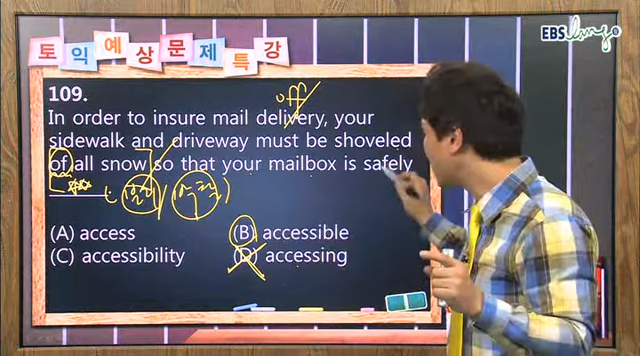 토익예상문제특강
EBSlingo
109.
off
In order to insure mail delivery, your
sidewalk and driveway must be shoveled
of all snow so that your mailbox is safely
(A) access
(B) accessible
(C) accessibility
(D) accessing